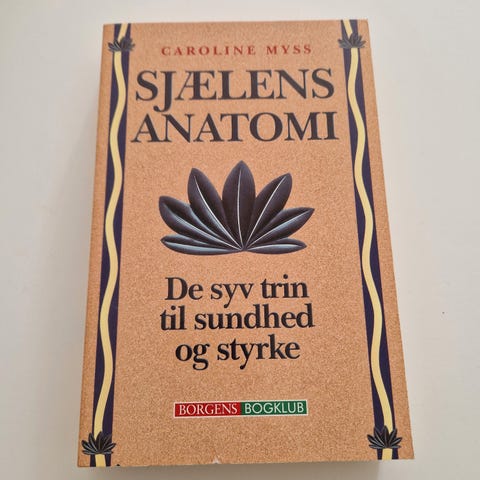 CAROLINE MYSS
SJÆLENS
ANATOMI
De syv trin
til sundhed
og styrke
BORGENS BOGKLUB